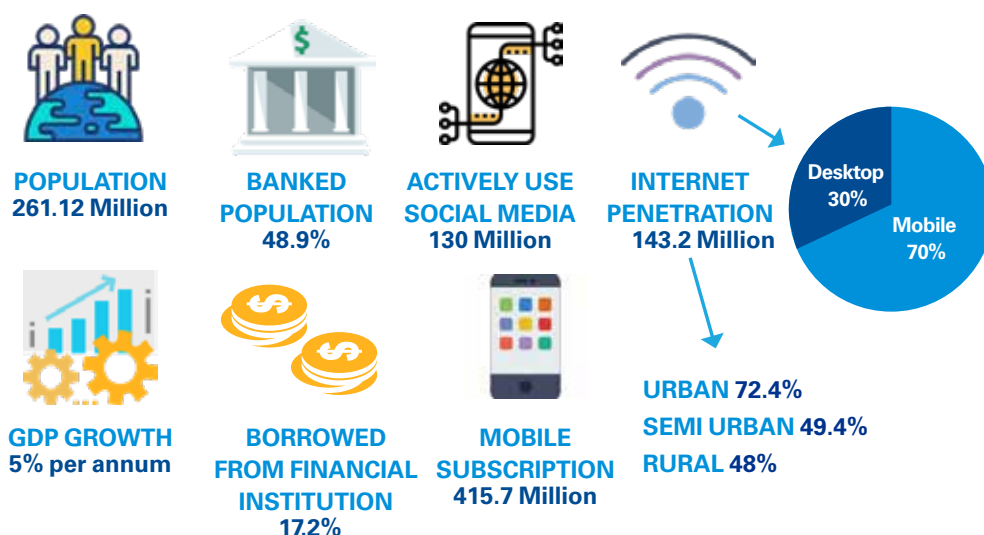 POPULATION
261.12 Million
BANKED
POPULATION
48.9%
ACTIVELY USE
SOCIAL MEDIA
130 Million
INTERNET
PENETRATION
143.2 Million
Desktop
30%
Mobile
70%
GDP GROWTH
5% per annum
BORROWED
FROM FINANCIAL
INSTITUTION
17.2%
MOBILE
SUBSCRIPTION
415.7 Million
URBAN 72.4%
SEMI URBAN 49.4%
RURAL 48%